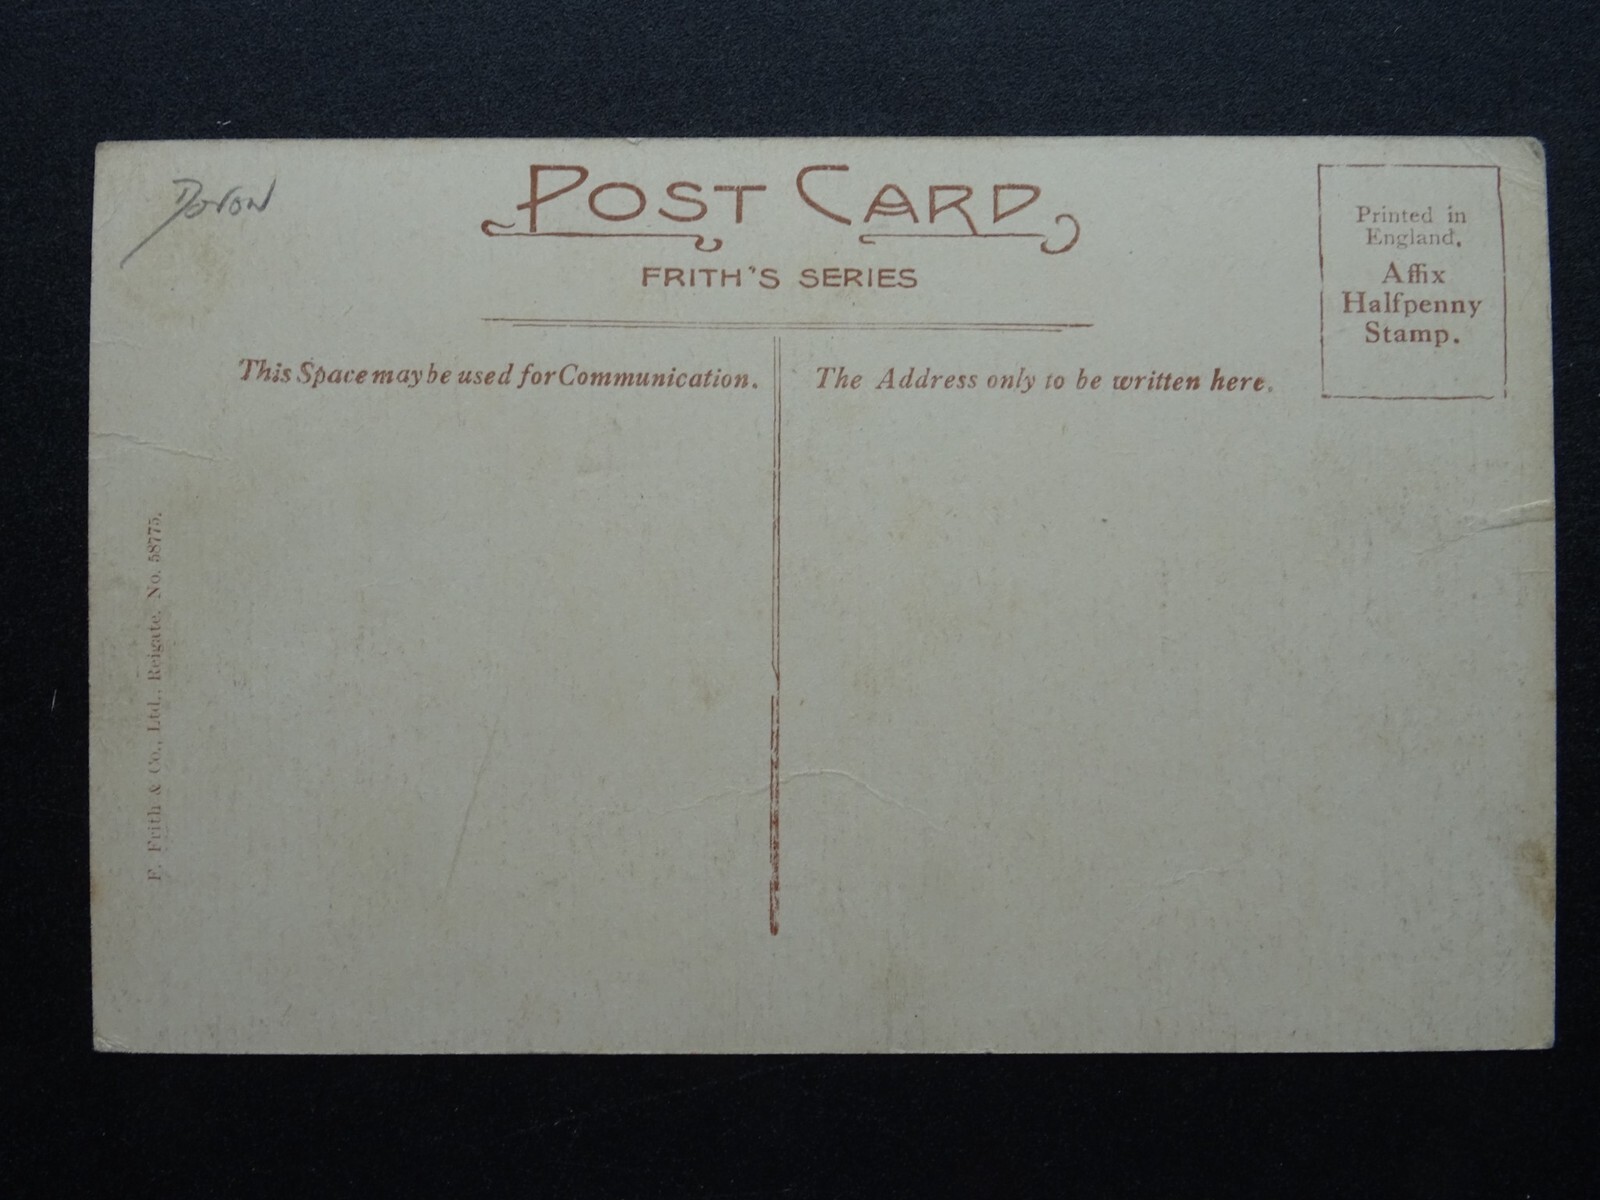 Devon
POST CARD
FRITH'S SERIES
Printed in
England.
Affix
Halfpenny
Stamp.
This Space may be used for Communication.
The Address only to be written here.
F. Frith & Co., Ltd., Reigate. No. 58775.